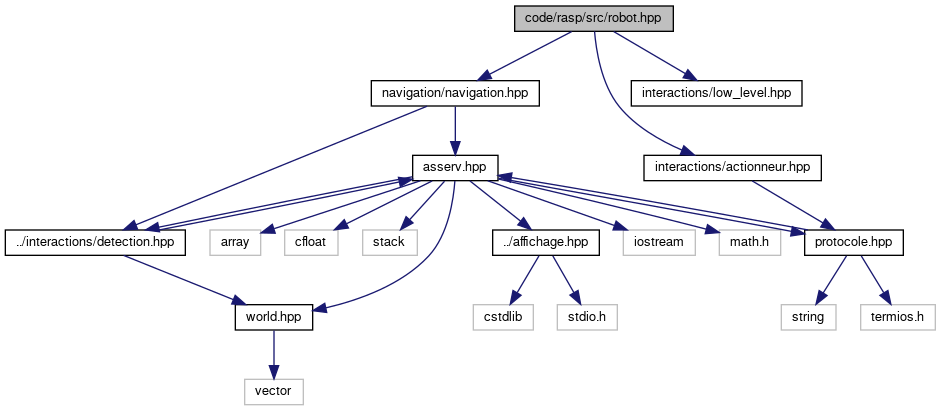 code/rasp/src/robot.hpp
navigation/navigation.hpp
interactions/low_level.hpp
asserv.hpp
interactions/actionneur.hpp
../interactions/detection.hpp
array
cfloat
stack
../affichage.hpp
iostream
math.h
protocole.hpp
world.hpp
cstdlib
stdio.h
string
termios.h
vector